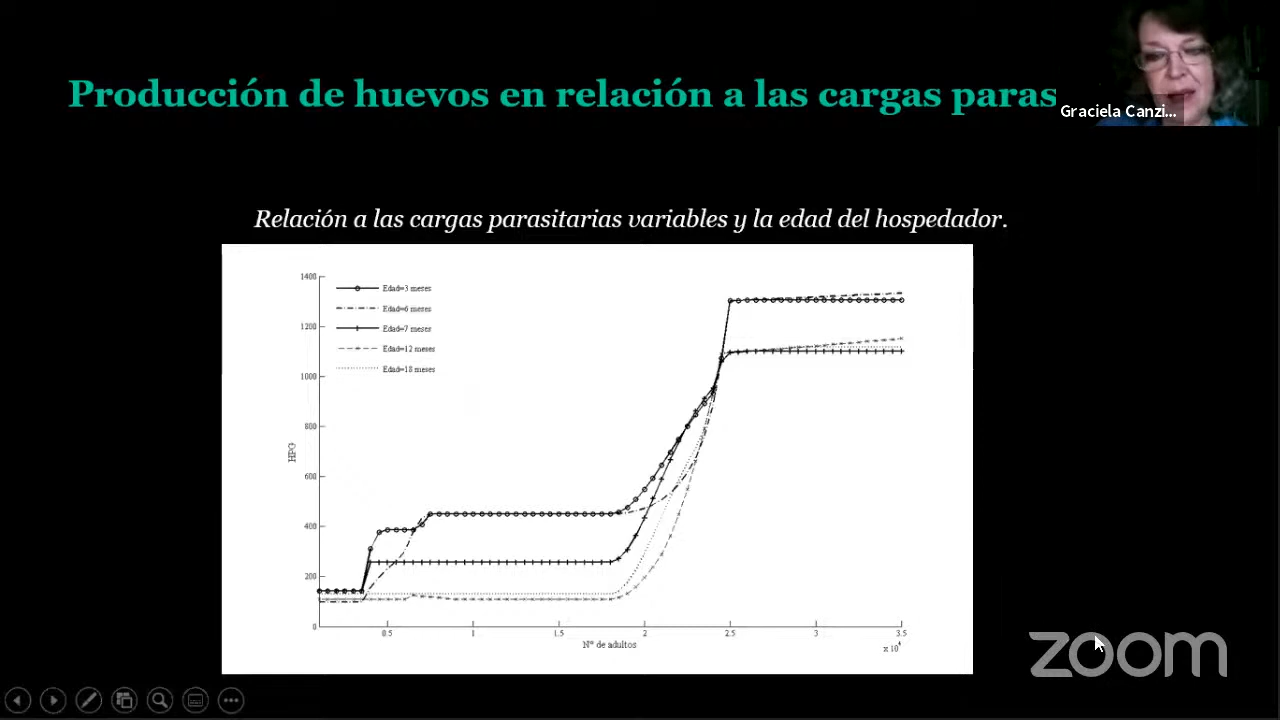 Producción de huevos en relación a las cargas paras
Graciela Canzi...
Relación a las cargas parasitarias variables y la edad del hospedador.
1400
1200
1000
800
600
400
200
0
HPG
Edad=3 meses
Edad=6 meses
Edad=7 meses
Edad=12 meses
Edad=18 meses
0.5
1
1.5
2
2.5
3
3.5
Nº de adultos
x 10⁴
zoom